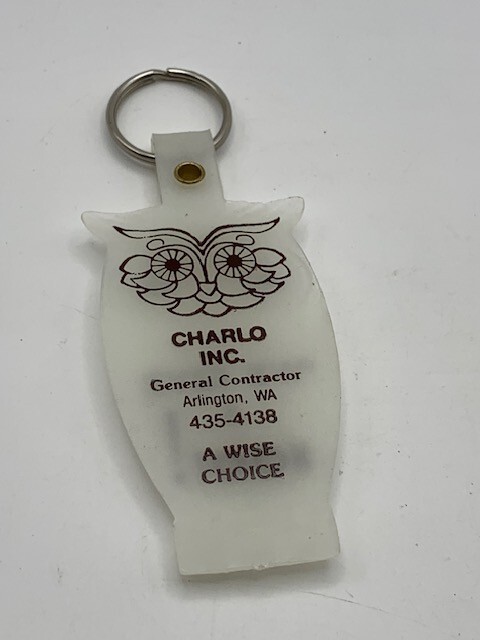 CHARLO
INC.
General Contractor
Arlington, WA
435-4138
A WISE
CHOICE